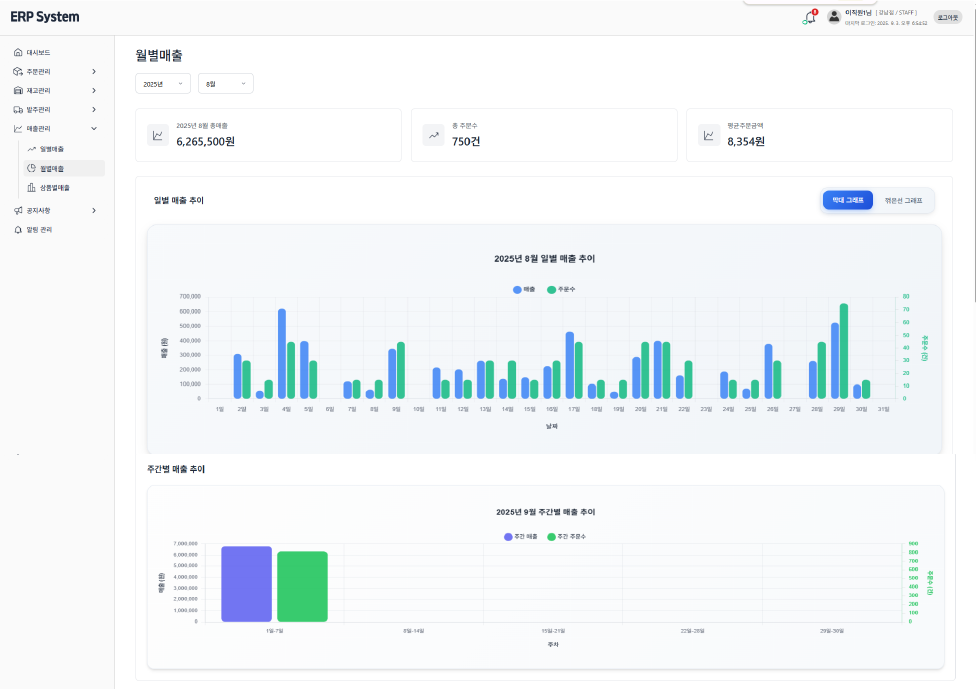 ERP System
8
이직원1님 [ 강남점 / STAFF ]
마지막 로그인: 2025. 9. 3. 오후 6:54:52
로그아웃
대시보드
주문관리
재고관리
발주관리
매출관리
일별매출
월별매출
상품별매출
공지사항
알림 관리
월별매출
2025년
8월
2025년 8월 총매출
6,265,500원
총 주문수
750건
평균주문금액
8,354원
일별 매출 추이
막대 그래프
꺾은선 그래프
2025년 8월 일별 매출 추이
매출
주문수
매출 (원)
700,000
600,000
500,000
400,000
300,000
200,000
100,000
0
80
70
60
50
40
30
20
10
0
주문수 (건)
1일 2일 3일 4일 5일 6일 7일 8일 9일 10일 11일 12일 13일 14일 15일 16일 17일 18일 19일 20일 21일 22일 23일 24일 25일 26일 27일 28일 29일 30일 31일
날짜
주간별 매출 추이
2025년 9월 주간별 매출 추이
주간 매출
주간 주문수
매출 (원)
7,000,000
6,000,000
5,000,000
4,000,000
3,000,000
2,000,000
1,000,000
0
900
800
700
600
500
400
300
200
100
0
주문수 (건)
1일-7일 8일-14일 15일-21일 22일-28일 29일-30일
주차